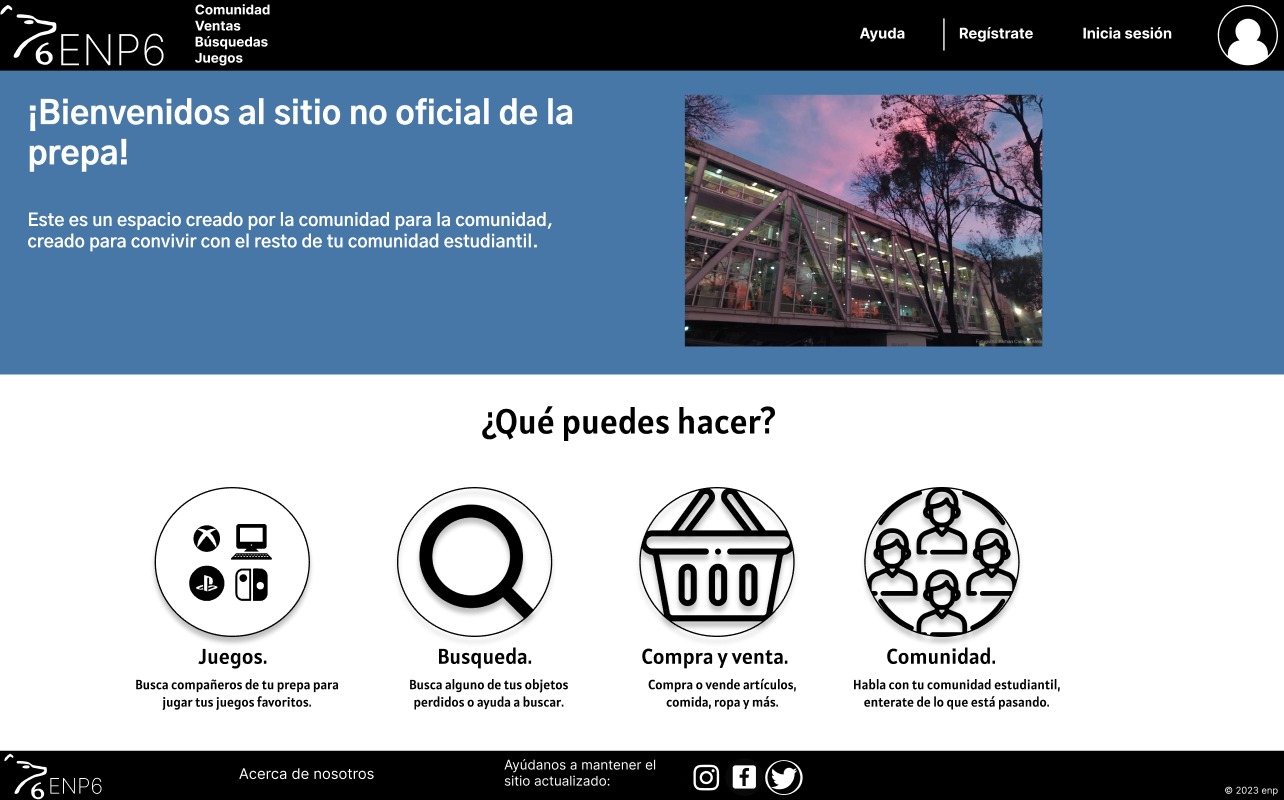 6 ENP6
Comunidad
Ventas
Búsquedas
Juegos
Ayuda
Regístrate
Inicia sesión
¡Bienvenidos al sitio no oficial de la
prepa!
Este es un espacio creado por la comunidad para la comunidad,
creado para convivir con el resto de tu comunidad estudiantil.
¿Qué puedes hacer?
Juegos.
Busca compañeros de tu prepa para
jugar tus juegos favoritos.
Busqueda.
Busca alguno de tus objetos
perdidos o ayuda a buscar.
Compra y venta.
Compra o vende artículos,
comida, ropa y más.
Comunidad.
Habla con tu comunidad estudiantil,
enterate de lo que está pasando.
6 ENP6
Acerca de nosotros
Ayúdanos a mantener el
sitio actualizado:
© 2023 enp